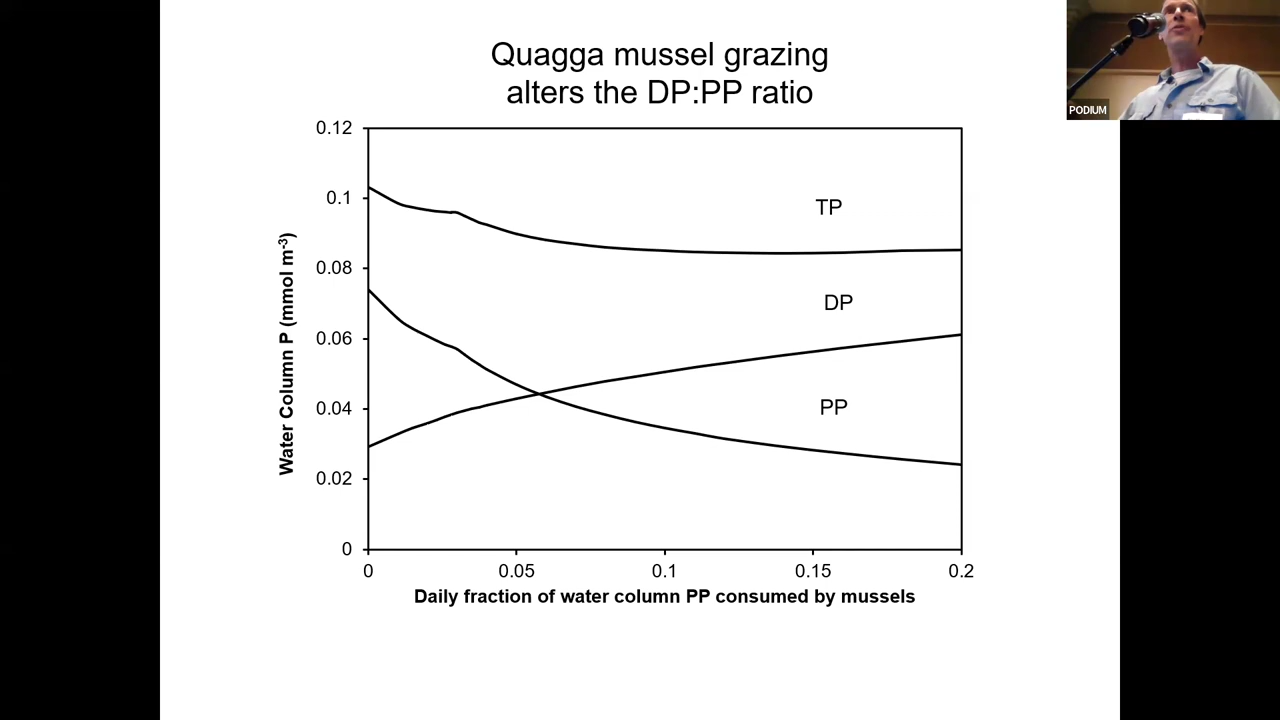 Quagga mussel grazing
alters the DP:PP ratio
PODIUM
0.12
0.1
0.08
0.06
0.04
0.02
0
Water Column P (mmol m⁻³)
TP
DP
PP
0 0.05 0.1 0.15 0.2
Daily fraction of water column PP consumed by mussels